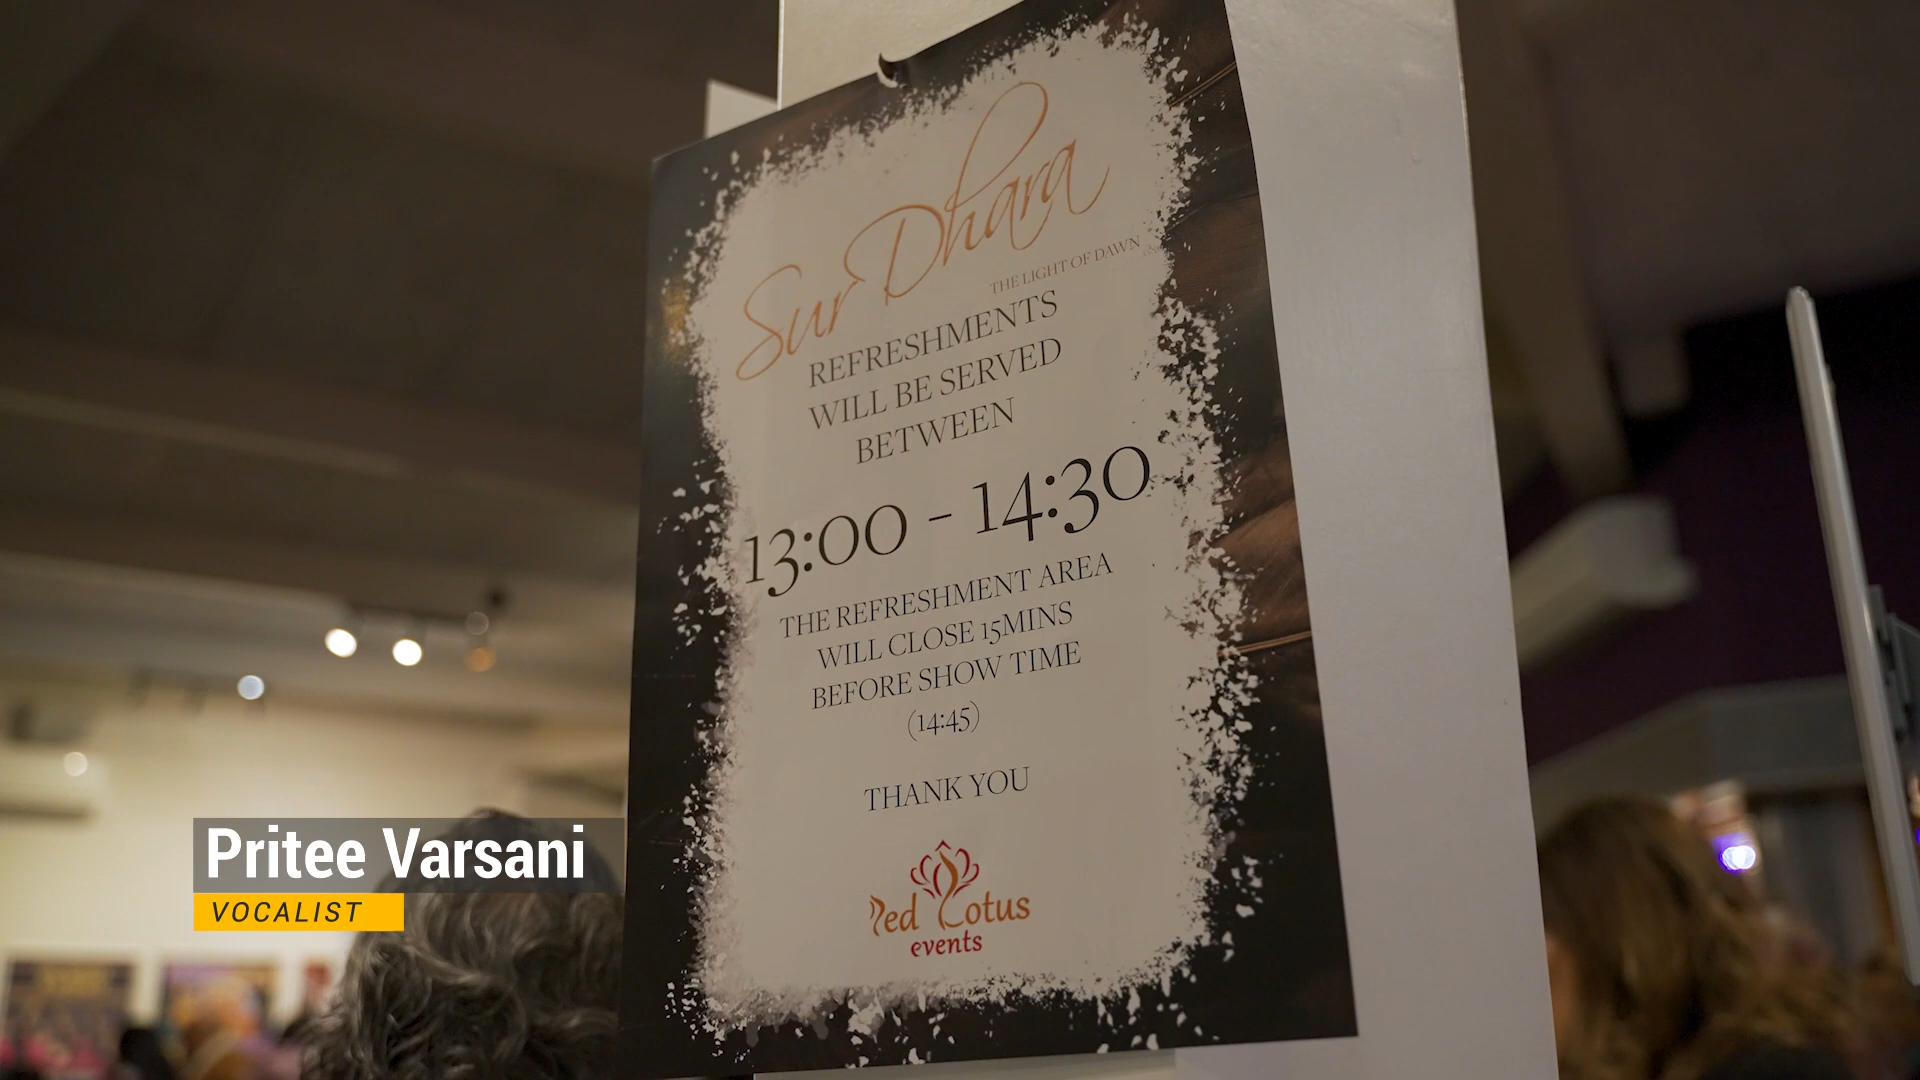 Sur Dhara
THE LIGHT OF DAWN
REFRESHMENTS
WILL BE SERVED
BETWEEN
13:00 - 14:30
THE REFRESHMENT AREA
WILL CLOSE 15MINS
BEFORE SHOW TIME
(14:45)
THANK YOU
Red Lotus
events
Pritee Varsani
VOCALIST